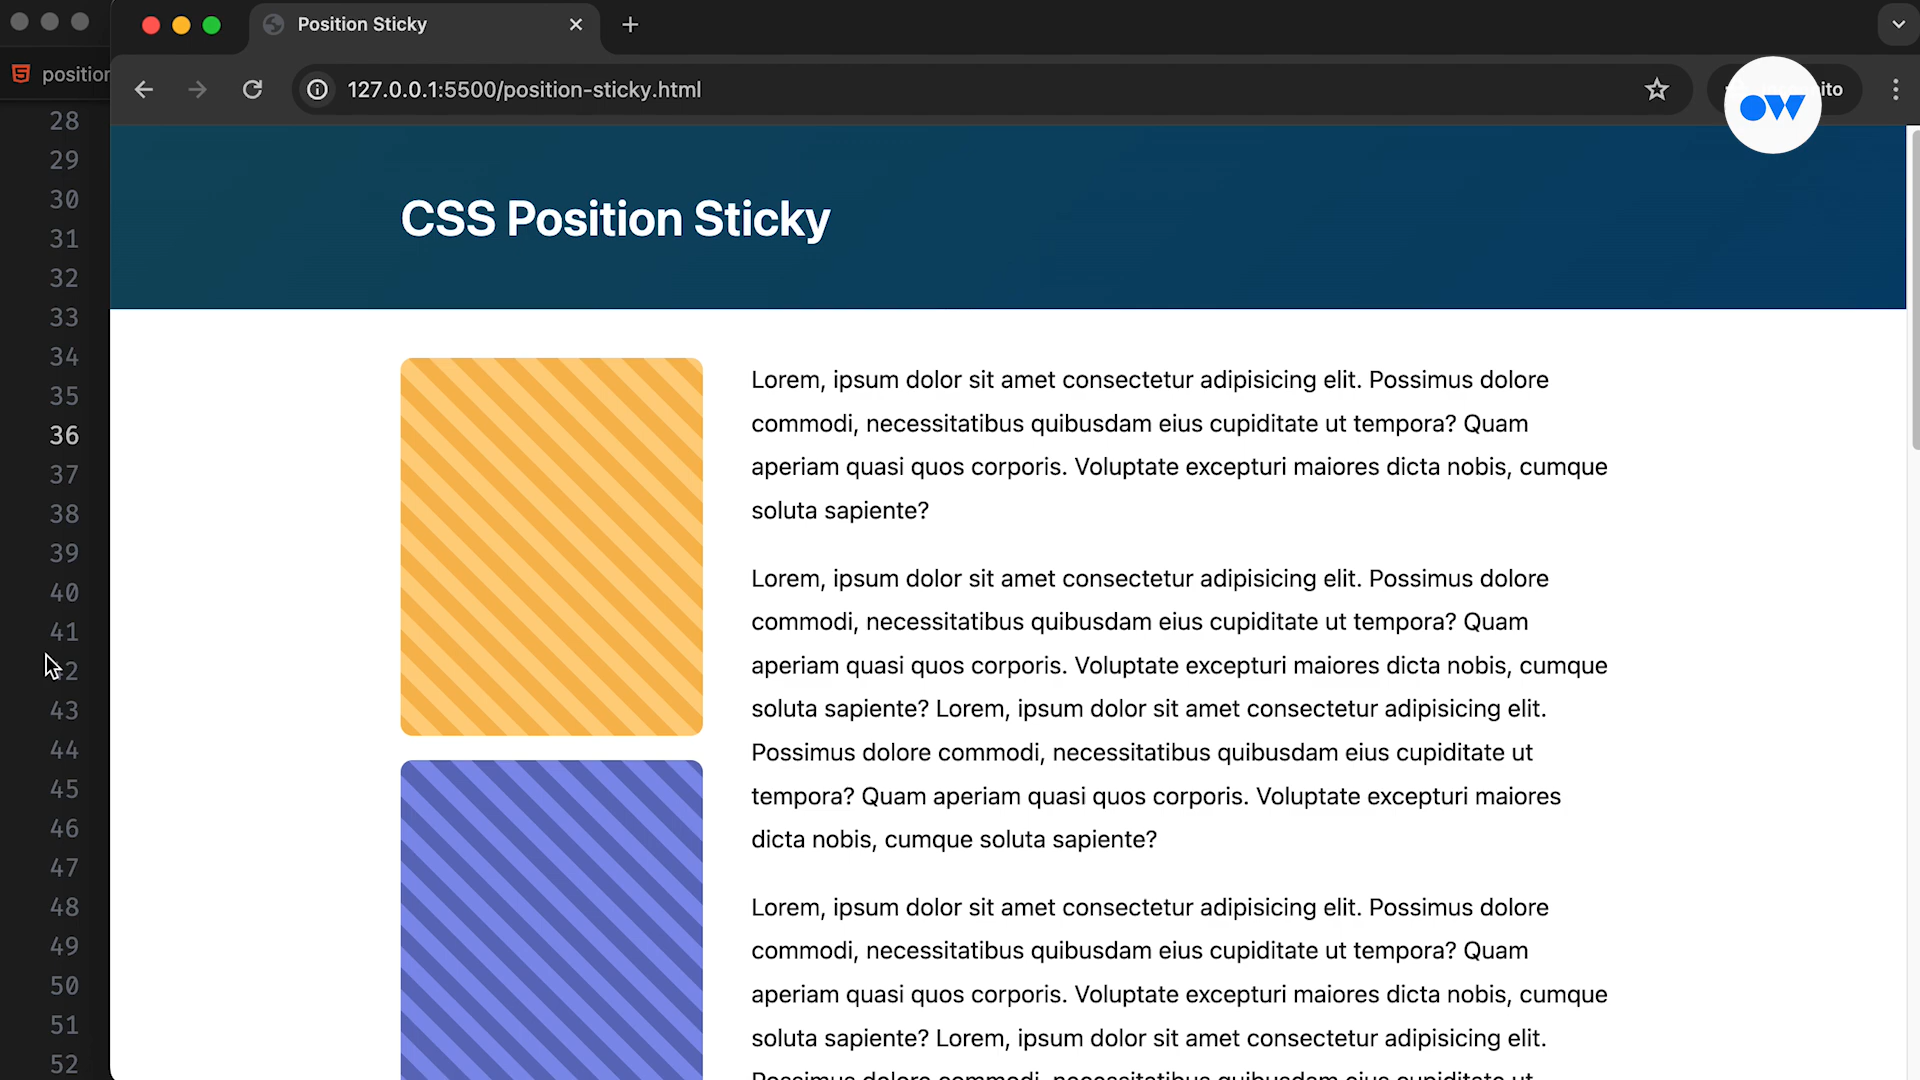 Position Sticky
position
127.0.0.1:5500/position-sticky.html
ow
28
29
30
31
32
33
34
35
36
37
38
39
40
41
43
44
45
46
47
48
49
50
51
52
CSS Position Sticky
Lorem, ipsum dolor sit amet consectetur adipisicing elit. Possimus dolore
commodi, necessitatibus quibusdam eius cupiditate ut tempora? Quam
aperiam quasi quos corporis. Voluptate excepturi maiores dicta nobis, cumque
soluta sapiente?
Lorem, ipsum dolor sit amet consectetur adipisicing elit. Possimus dolore
commodi, necessitatibus quibusdam eius cupiditate ut tempora? Quam
aperiam quasi quos corporis. Voluptate excepturi maiores dicta nobis, cumque
soluta sapiente? Lorem, ipsum dolor sit amet consectetur adipisicing elit.
Possimus dolore commodi, necessitatibus quibusdam eius cupiditate ut
tempora? Quam aperiam quasi quos corporis. Voluptate excepturi maiores
dicta nobis, cumque soluta sapiente?
Lorem, ipsum dolor sit amet consectetur adipisicing elit. Possimus dolore
commodi, necessitatibus quibusdam eius cupiditate ut tempora? Quam
aperiam quasi quos corporis. Voluptate excepturi maiores dicta nobis, cumque
soluta sapiente? Lorem, ipsum dolor sit amet consectetur adipisicing elit.